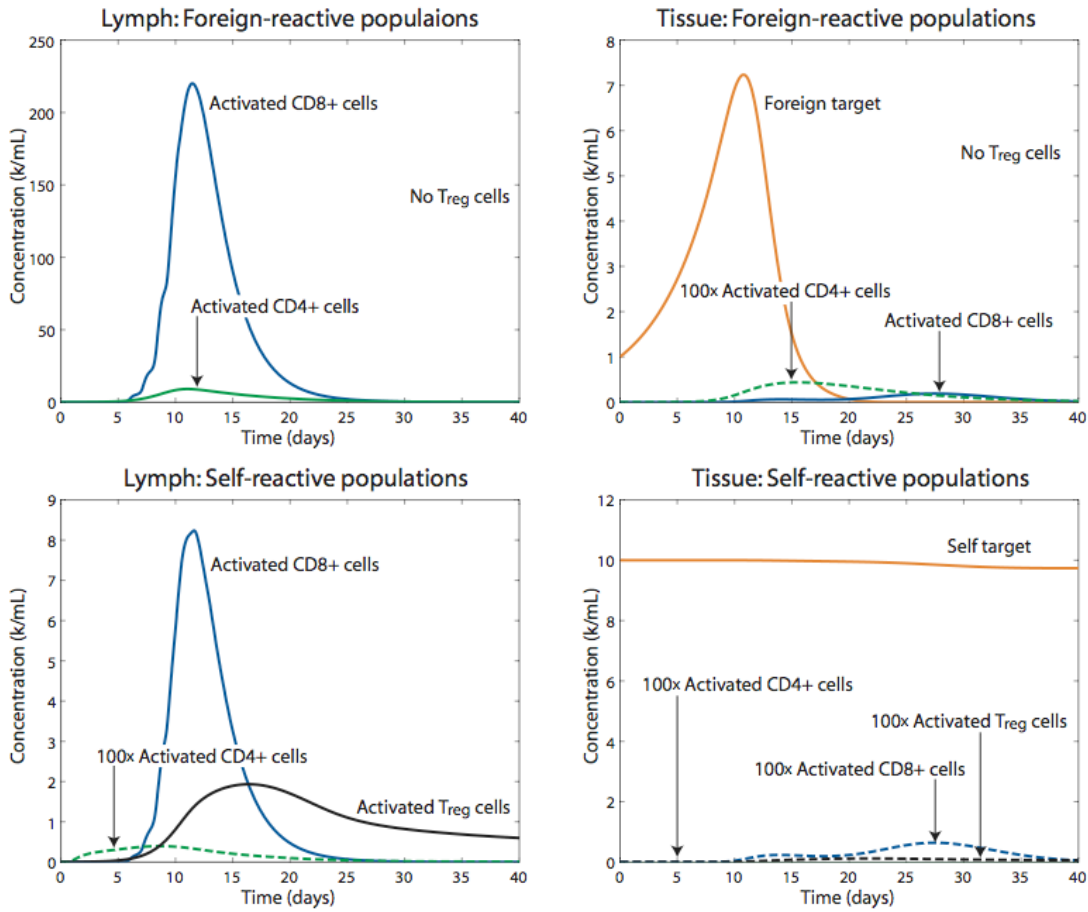 Lymph: Foreign-reactive populaions
Concentration (k/mL)
250
200
150
100
50
0
Activated CD8+ cells
No Treg cells
Activated CD4+ cells
0 5 10 15 20 25 30 35 40
Time (days)
Tissue: Foreign-reactive populations
Concentration (k/mL)
8
7
6
5
4
3
2
1
0
Foreign target
No Treg cells
100x Activated CD4+ cells
Activated CD8+ cells
0 5 10 15 20 25 30 35 40
Time (days)
Lymph: Self-reactive populations
Concentration (k/mL)
9
8
7
6
5
4
3
2
1
0
Activated CD8+ cells
100x Activated CD4+ cells
Activated Treg cells
0 5 10 15 20 25 30 35 40
Time (days)
Tissue: Self-reactive populations
Concentration (k/mL)
12
10
8
6
4
2
0
Self target
100x Activated CD4+ cells
100x Activated Treg cells
100x Activated CD8+ cells
0 5 10 15 20 25 30 35 40
Time (days)